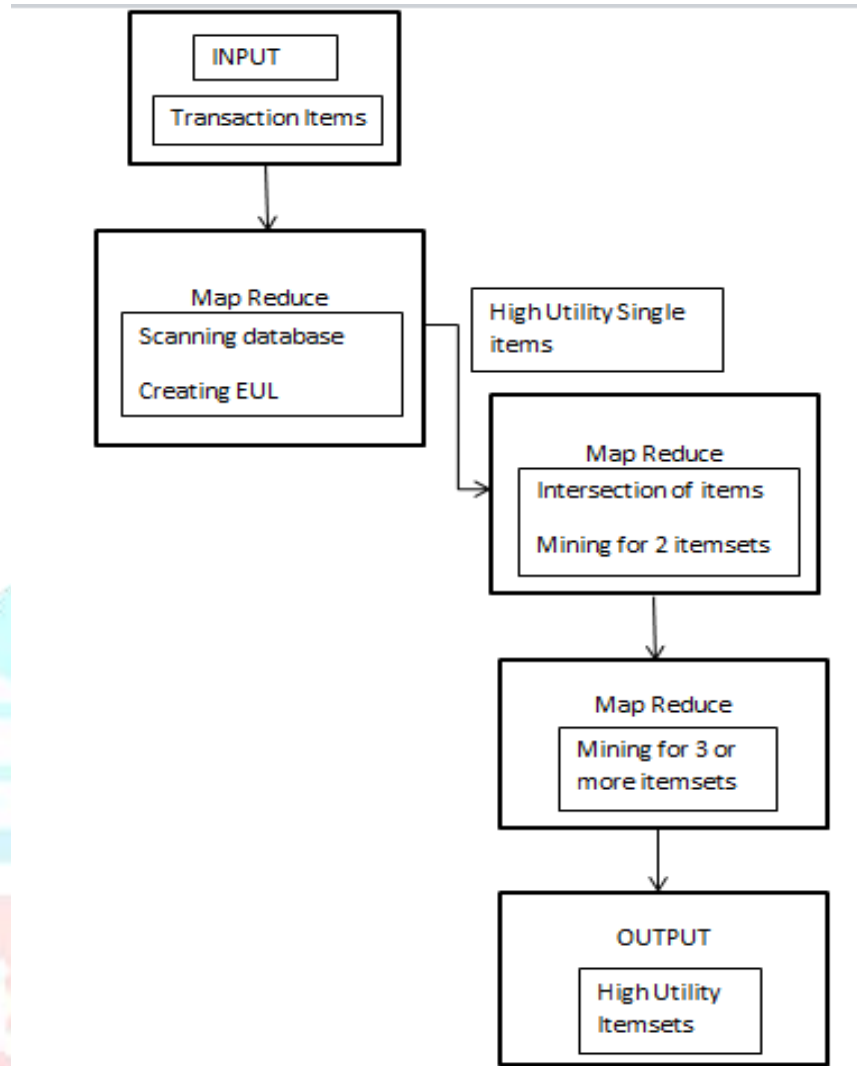 INPUT
Transaction Items
Map Reduce
Scanning database
Creating EUL
High Utility Single
items
Map Reduce
Intersection of items
Mining for 2 itemsets
Map Reduce
Mining for 3 or
more itemsets
OUTPUT
High Utility
Itemsets